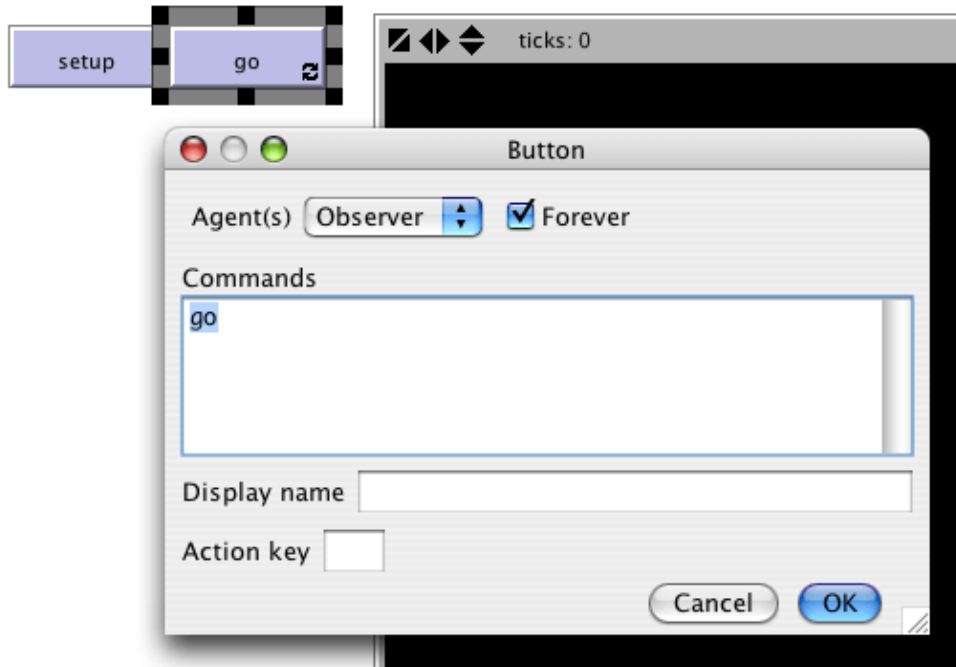 setup
go
ticks: 0
Button
Agent(s) Observer Forever
Commands
go
Display name
Action key
Cancel OK